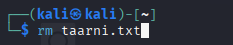 ┌──(kali㉿kali)-[~]
└─$ rm taarni.txt